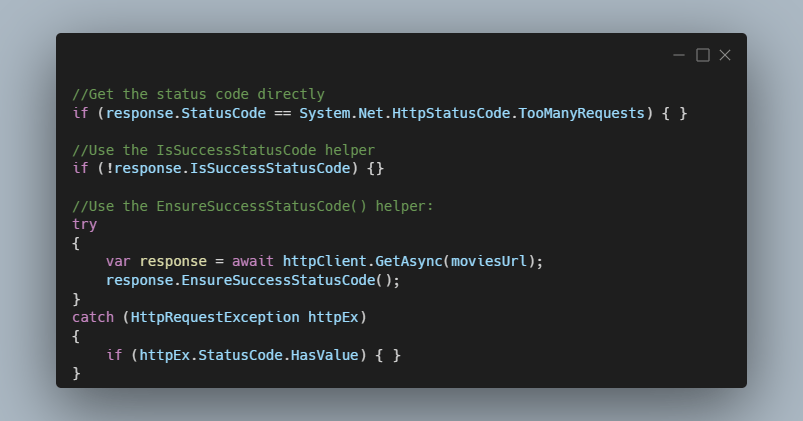 //Get the status code directly
if (response.StatusCode == System.Net.HttpStatusCode.TooManyRequests) { }

//Use the IsSuccessStatusCode helper
if (!response.IsSuccessStatusCode) {}

//Use the EnsureSuccessStatusCode() helper:
try
{
    var response = await httpClient.GetAsync(moviesUrl);
    response.EnsureSuccessStatusCode();
}
catch (HttpRequestException httpEx)
{
    if (httpEx.StatusCode.HasValue) { }
}